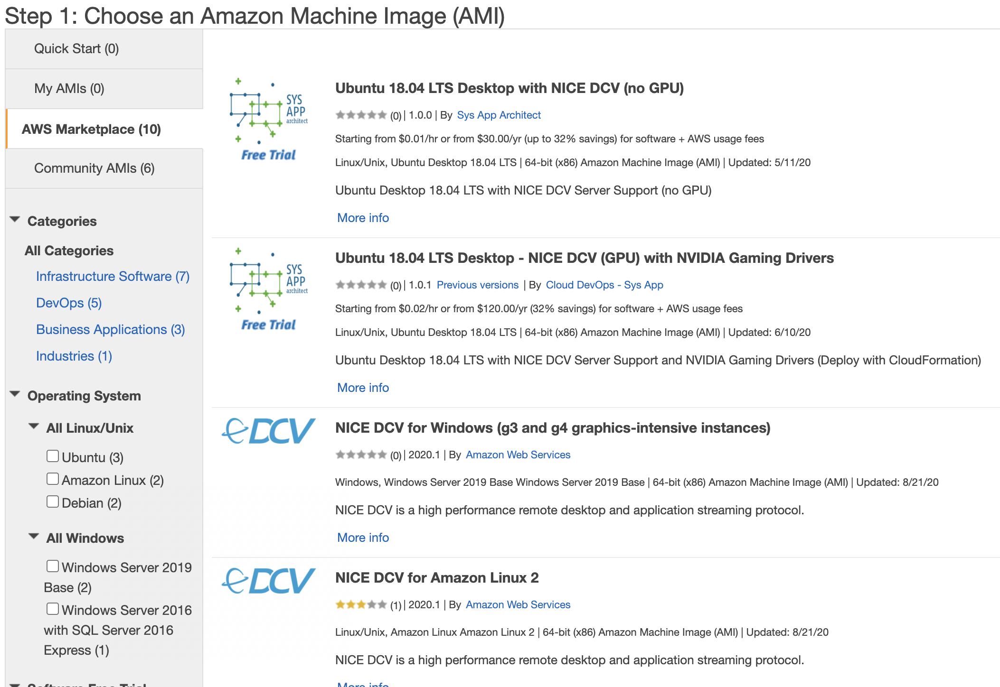 Step 1: Choose an Amazon Machine Image (AMI)
Quick Start (0)
My AMIs (0)
AWS Marketplace (10)
Community AMIs (6)
Categories
All Categories
Infrastructure Software (7)
DevOps (5)
Business Applications (3)
Industries (1)
Operating System
All Linux/Unix
Ubuntu (3)
Amazon Linux (2)
Debian (2)
All Windows
Windows Server 2019
Base (2)
Windows Server 2016
with SQL Server 2016
Express (1)
Software Free Trial
SYS
APP
architect
Free Trial
Ubuntu 18.04 LTS Desktop with NICE DCV (no GPU)
(0) | 1.0.0 | By Sys App Architect
Starting from $0.01/hr or from $30.00/yr (up to 32% savings) for software + AWS usage fees
Linux/Unix, Ubuntu Desktop 18.04 LTS | 64-bit (x86) Amazon Machine Image (AMI) | Updated: 5/11/20
Ubuntu Desktop 18.04 LTS with NICE DCV Server Support (no GPU)
More info
SYS
APP
architect
Free Trial
Ubuntu 18.04 LTS Desktop - NICE DCV (GPU) with NVIDIA Gaming Drivers
(0) | 1.0.1 Previous versions | By Cloud DevOps - Sys App
Starting from $0.02/hr or from $120.00/yr (32% savings) for software + AWS usage fees
Linux/Unix, Ubuntu Desktop 18.04 LTS | 64-bit (x86) Amazon Machine Image (AMI) | Updated: 6/10/20
Ubuntu Desktop 18.04 LTS with NICE DCV Server Support and NVIDIA Gaming Drivers (Deploy with CloudFormation)
More info
DCV
NICE DCV for Windows (g3 and g4 graphics-intensive instances)
(0) | 2020.1 | By Amazon Web Services
Windows, Windows Server 2019 Base Windows Server 2019 Base | 64-bit (x86) Amazon Machine Image (AMI) | Updated: 8/21/20
NICE DCV is a high performance remote desktop and application streaming protocol.
More info
DCV
NICE DCV for Amazon Linux 2
(1) | 2020.1 | By Amazon Web Services
Linux/Unix, Amazon Linux Amazon Linux 2 | 64-bit (x86) Amazon Machine Image (AMI) | Updated: 8/21/20
NICE DCV is a high performance remote desktop and application streaming protocol.
More info